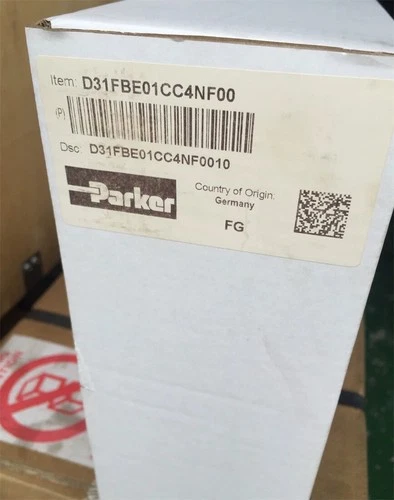 Item: D31FBE01CC4NF00
(P)
Dsc: D31FBE01CC4NF0010
Parker
Country of Origin:
Germany
FG